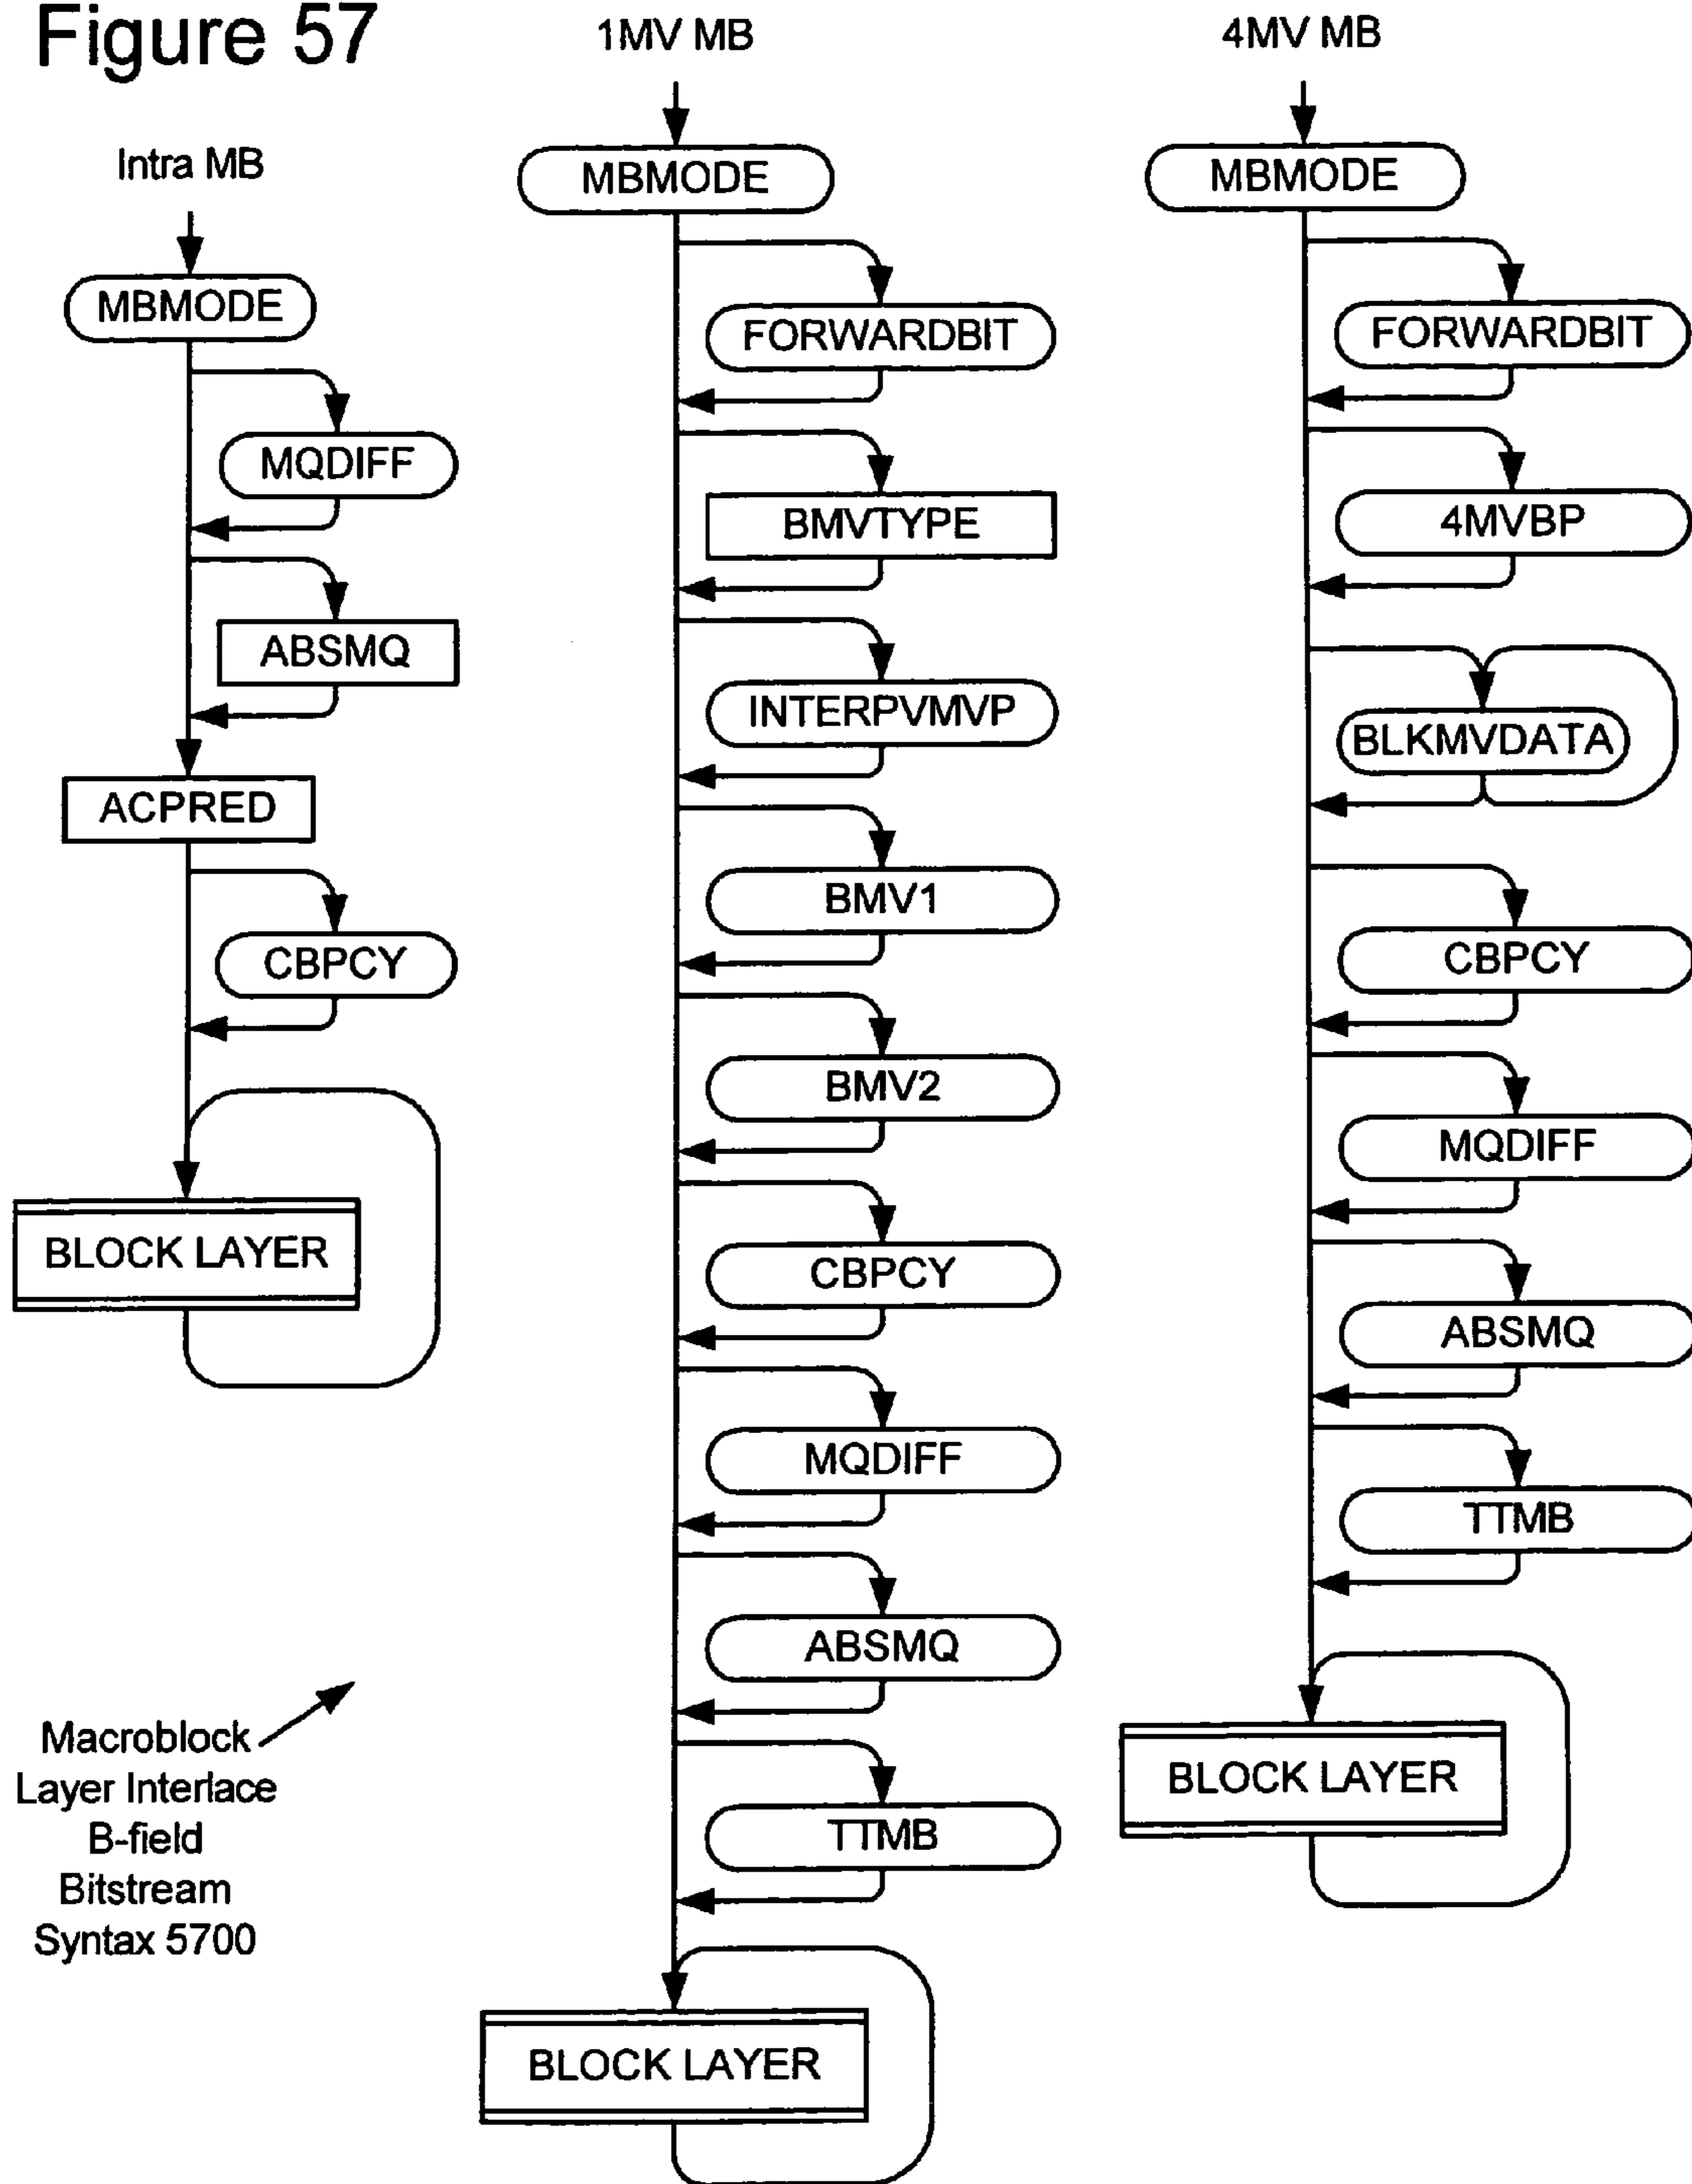 Figure 57
Intra MB
MBMODE
MQDIFF
ABSMQ
ACPRED
CBPCY
BLOCK LAYER
1MV MB
MBMODE
FORWARDBIT
BMVTYPE
INTERPVMVP
BMV1
BMV2
CBPCY
MQDIFF
ABSMQ
TTMB
BLOCK LAYER
4MV MB
MBMODE
FORWARDBIT
4MVBP
BLKMVDATA
CBPCY
MQDIFF
ABSMQ
TTMB
BLOCK LAYER
Macroblock
Layer Interlace
B-field
Bitstream
Syntax 5700